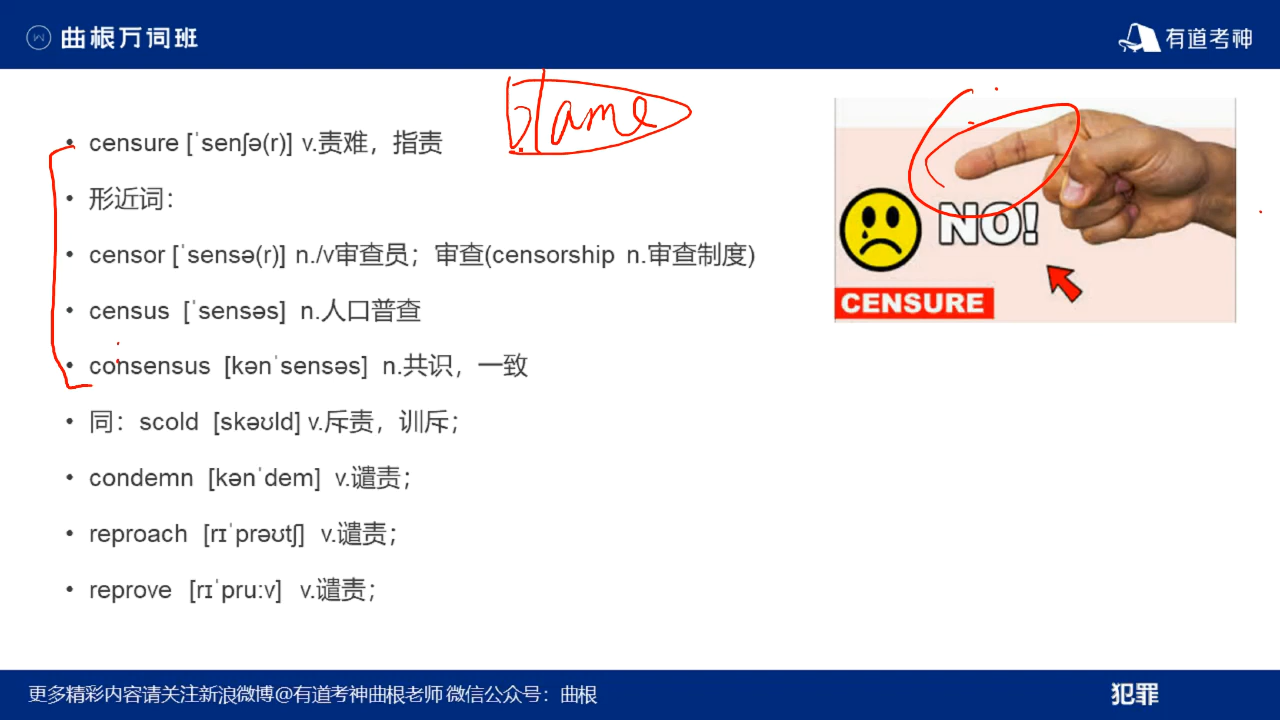 曲根万词班
有道考神
blame
censure [ˈsenʃə(r)] v.责难，指责
形近词：
censor [ˈsensə(r)] n./v审查员；审查(censorship n.审查制度)
census [ˈsensəs] n.人口普查
consensus [kənˈsensəs] n.共识，一致
同：scold [skəʊld] v.斥责，训斥；
condemn [kənˈdem] v.谴责；
reproach [rɪˈprəʊtʃ] v.谴责；
reprove [rɪˈpruːv] v.谴责；
NO!
CENSURE
更多精彩内容请关注新浪微博@有道考神曲根老师 微信公众号：曲根
犯罪